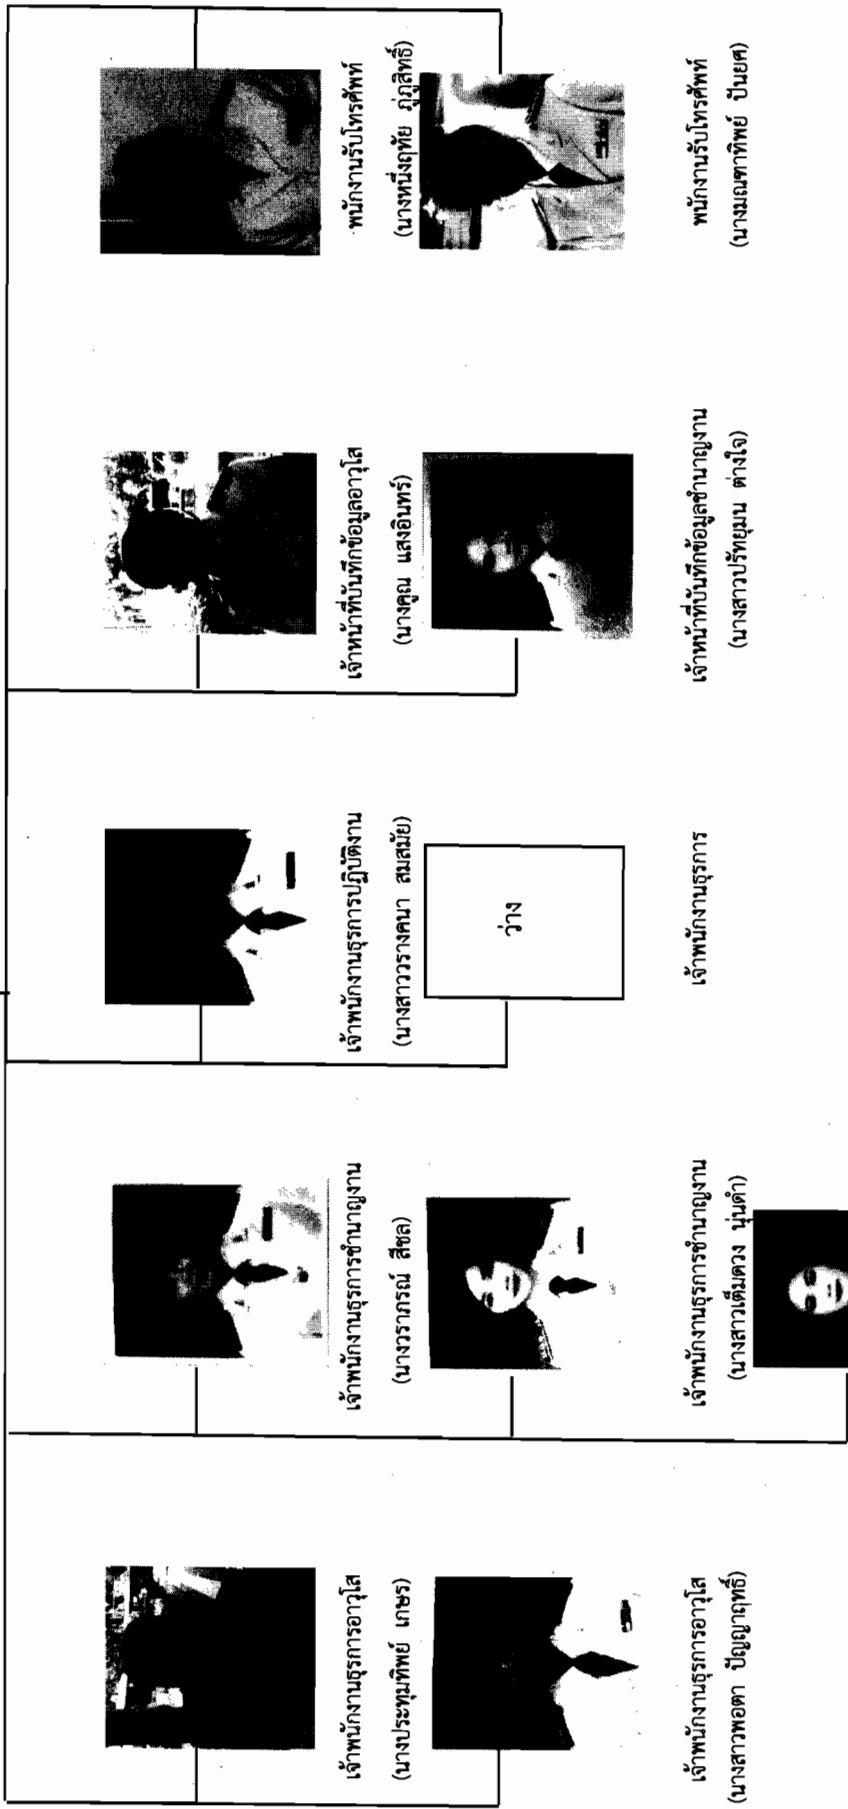 เจ้าพนักงานธุรการอาวุโส
(นางประทุมทิพย์ เกษร)
เจ้าพนักงานธุรการชำนาญงาน
(นางวราภรณ์ สีชล)
เจ้าพนักงานธุรการปฏิบัติงาน
(นางสาววรางคนา สมสมัย)
เจ้าหน้าที่บันทึกข้อมูลอาวุโส
(นางคูณ แสงอินทร์)
พนักงานรับโทรศัพท์
(นางหนึ่งฤทัย ภู่ภูสิทธิ์)
ว่าง
เจ้าพนักงานธุรการอาวุโส
(นางสาวพอตา ปัญญาฤทธิ์)
เจ้าพนักงานธุรการชำนาญงาน
(นางสาวเต็มดวง นุ่นดำ)
เจ้าพนักงานธุรการ
เจ้าหน้าที่บันทึกข้อมูลชำนาญงาน
(นางสาวปรัทยุมน ต่างใจ)
พนักงานรับโทรศัพท์
(นางมณฑาทิพย์ ปันยศ)